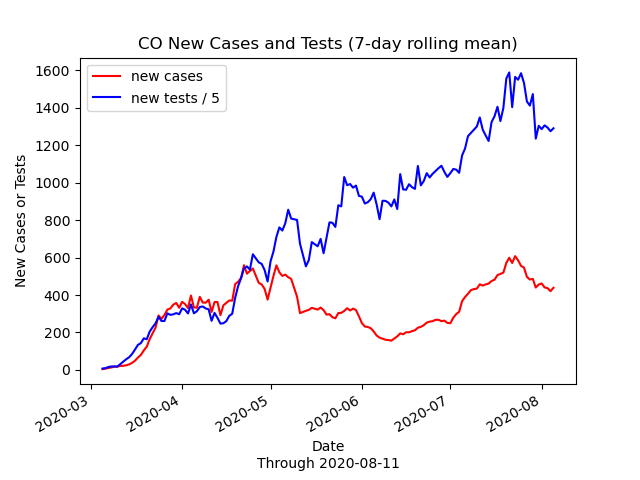 CO New Cases and Tests (7-day rolling mean)
new cases
new tests / 5
New Cases or Tests
1600
1400
1200
1000
800
600
400
200
0
2020-03
2020-04
2020-05
2020-06
2020-07
2020-08
Date
Through 2020-08-11